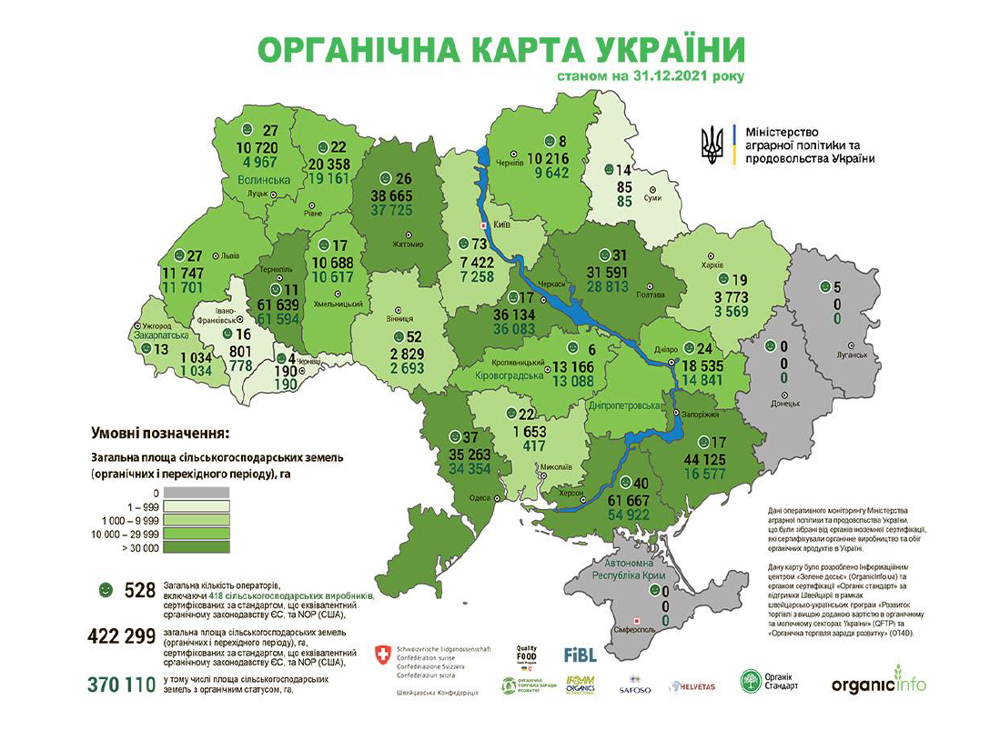 ОРГАНІЧНА КАРТА УКРАЇНИ
станом на 31.12.2021 року
Міністерство
аграрної політики та
продовольства України
27
10 720
4 967
Волинська
Луцьк
22
20 358
19 161
Рівне
26
38 665
37 725
Житомир
Київ
73
7 422
7 258
8
Чернігів
10 216
9 642
14
85
85
Суми
27
Львів
11 747
11 701
Тернопіль
11
61 639
61 594
17
10 688
10 617
Хмельницький
31
31 591
28 813
Полтава
Харків
19
3 773
3 569
5
0
0
Луганськ
Черкаси
17
36 134
36 083
Вінниця
52
2 829
2 693
Ужгород
Закарпатська
13
1 034
1 034
Івано-
Франківськ
16
801
778
4
Чернівці
190
190
6
Кропивницький
13 166
Кіровоградська
13 088
Дніпро
24
18 535
14 841
Дніпропетровська
0
0
0
Донецьк
Запоріжжя
17
44 125
16 577
22
1 653
417
Миколаїв
37
35 263
34 354
Одеса
Херсон
40
61 667
54 922
Автономна
Республіка Крим
0
0
0
Сімферополь
Умовні позначення:
Загальна площа сільськогосподарських земель
(органічних і перехідного періоду), га
0
1 – 999
1 000 – 9 999
10 000 – 29 999
> 30 000
528
Загальна кількість операторів,
включаючи 418 сільськогосподарських виробників,
сертифікованих за стандартом, що еквівалентний
органічному законодавству ЄС, та NOP (США),
422 299
загальна площа сільськогосподарських земель
(органічних і перехідного періоду), га,
сертифікованих за стандартом, що еквівалентний
органічному законодавству ЄС, та NOP (США),
370 110
у тому числі площа сільськогосподарських
земель з органічним статусом, га.
Дані оперативного моніторингу Міністерства
аграрної політики та продовольства України,
що були зібрані від органів іноземної сертифікації,
які сертифікували органічне виробництво та обіг
органічних продуктів в Україні.
Дану карту було розроблено Інформаційним
центром «Зелене досьє» (OrganicInfo.ua) та
органом сертифікації «Органік стандарт» за
підтримки Швейцарії в рамках
швейцарсько-українських програм «Розвиток
торгівлі з вищою доданою вартістю в органічному
та молочному секторах України» (QFTP) та
«Органічна торгівля заради розвитку» (OT4D).
Schweizerische Eidgenossenschaft
Confédération suisse
Confederazione Svizzera
Confederaziun svizra
Швейцарська Конфедерація
Quality
FOOD
FiBL
ОРГАНІЧНА
ТОРГІВЛЯ ЗАРАДИ
РОЗВИТКУ
IFOAM
ORGANICS
INTERNATIONAL
SAFOSO
HELVETAS
Органік
Стандарт
organicinfo